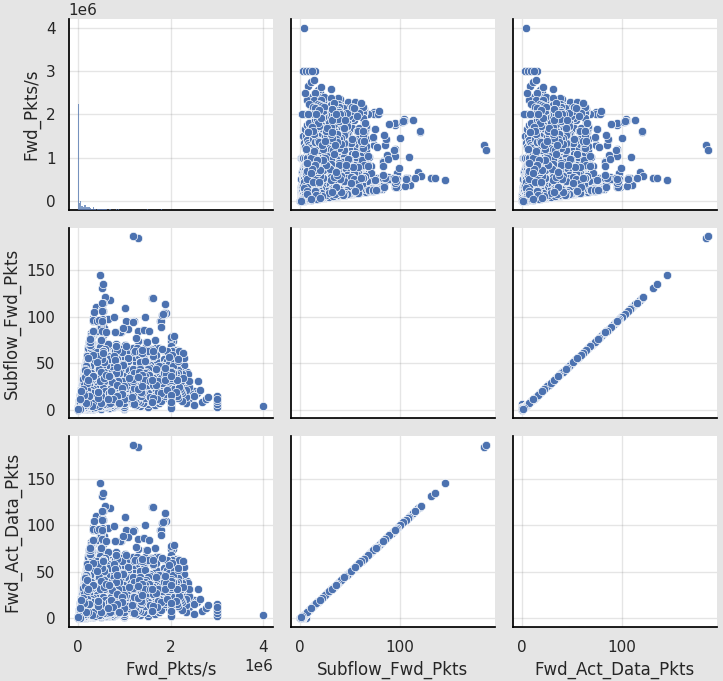 1e6
4
3
2
1
0
Fwd_Pkts/s
150
100
50
0
Subflow_Fwd_Pkts
150
100
50
0
Fwd_Act_Data_Pkts
0 2 4 0 100 0 100
1e6
Fwd_Pkts/s Subflow_Fwd_Pkts Fwd_Act_Data_Pkts